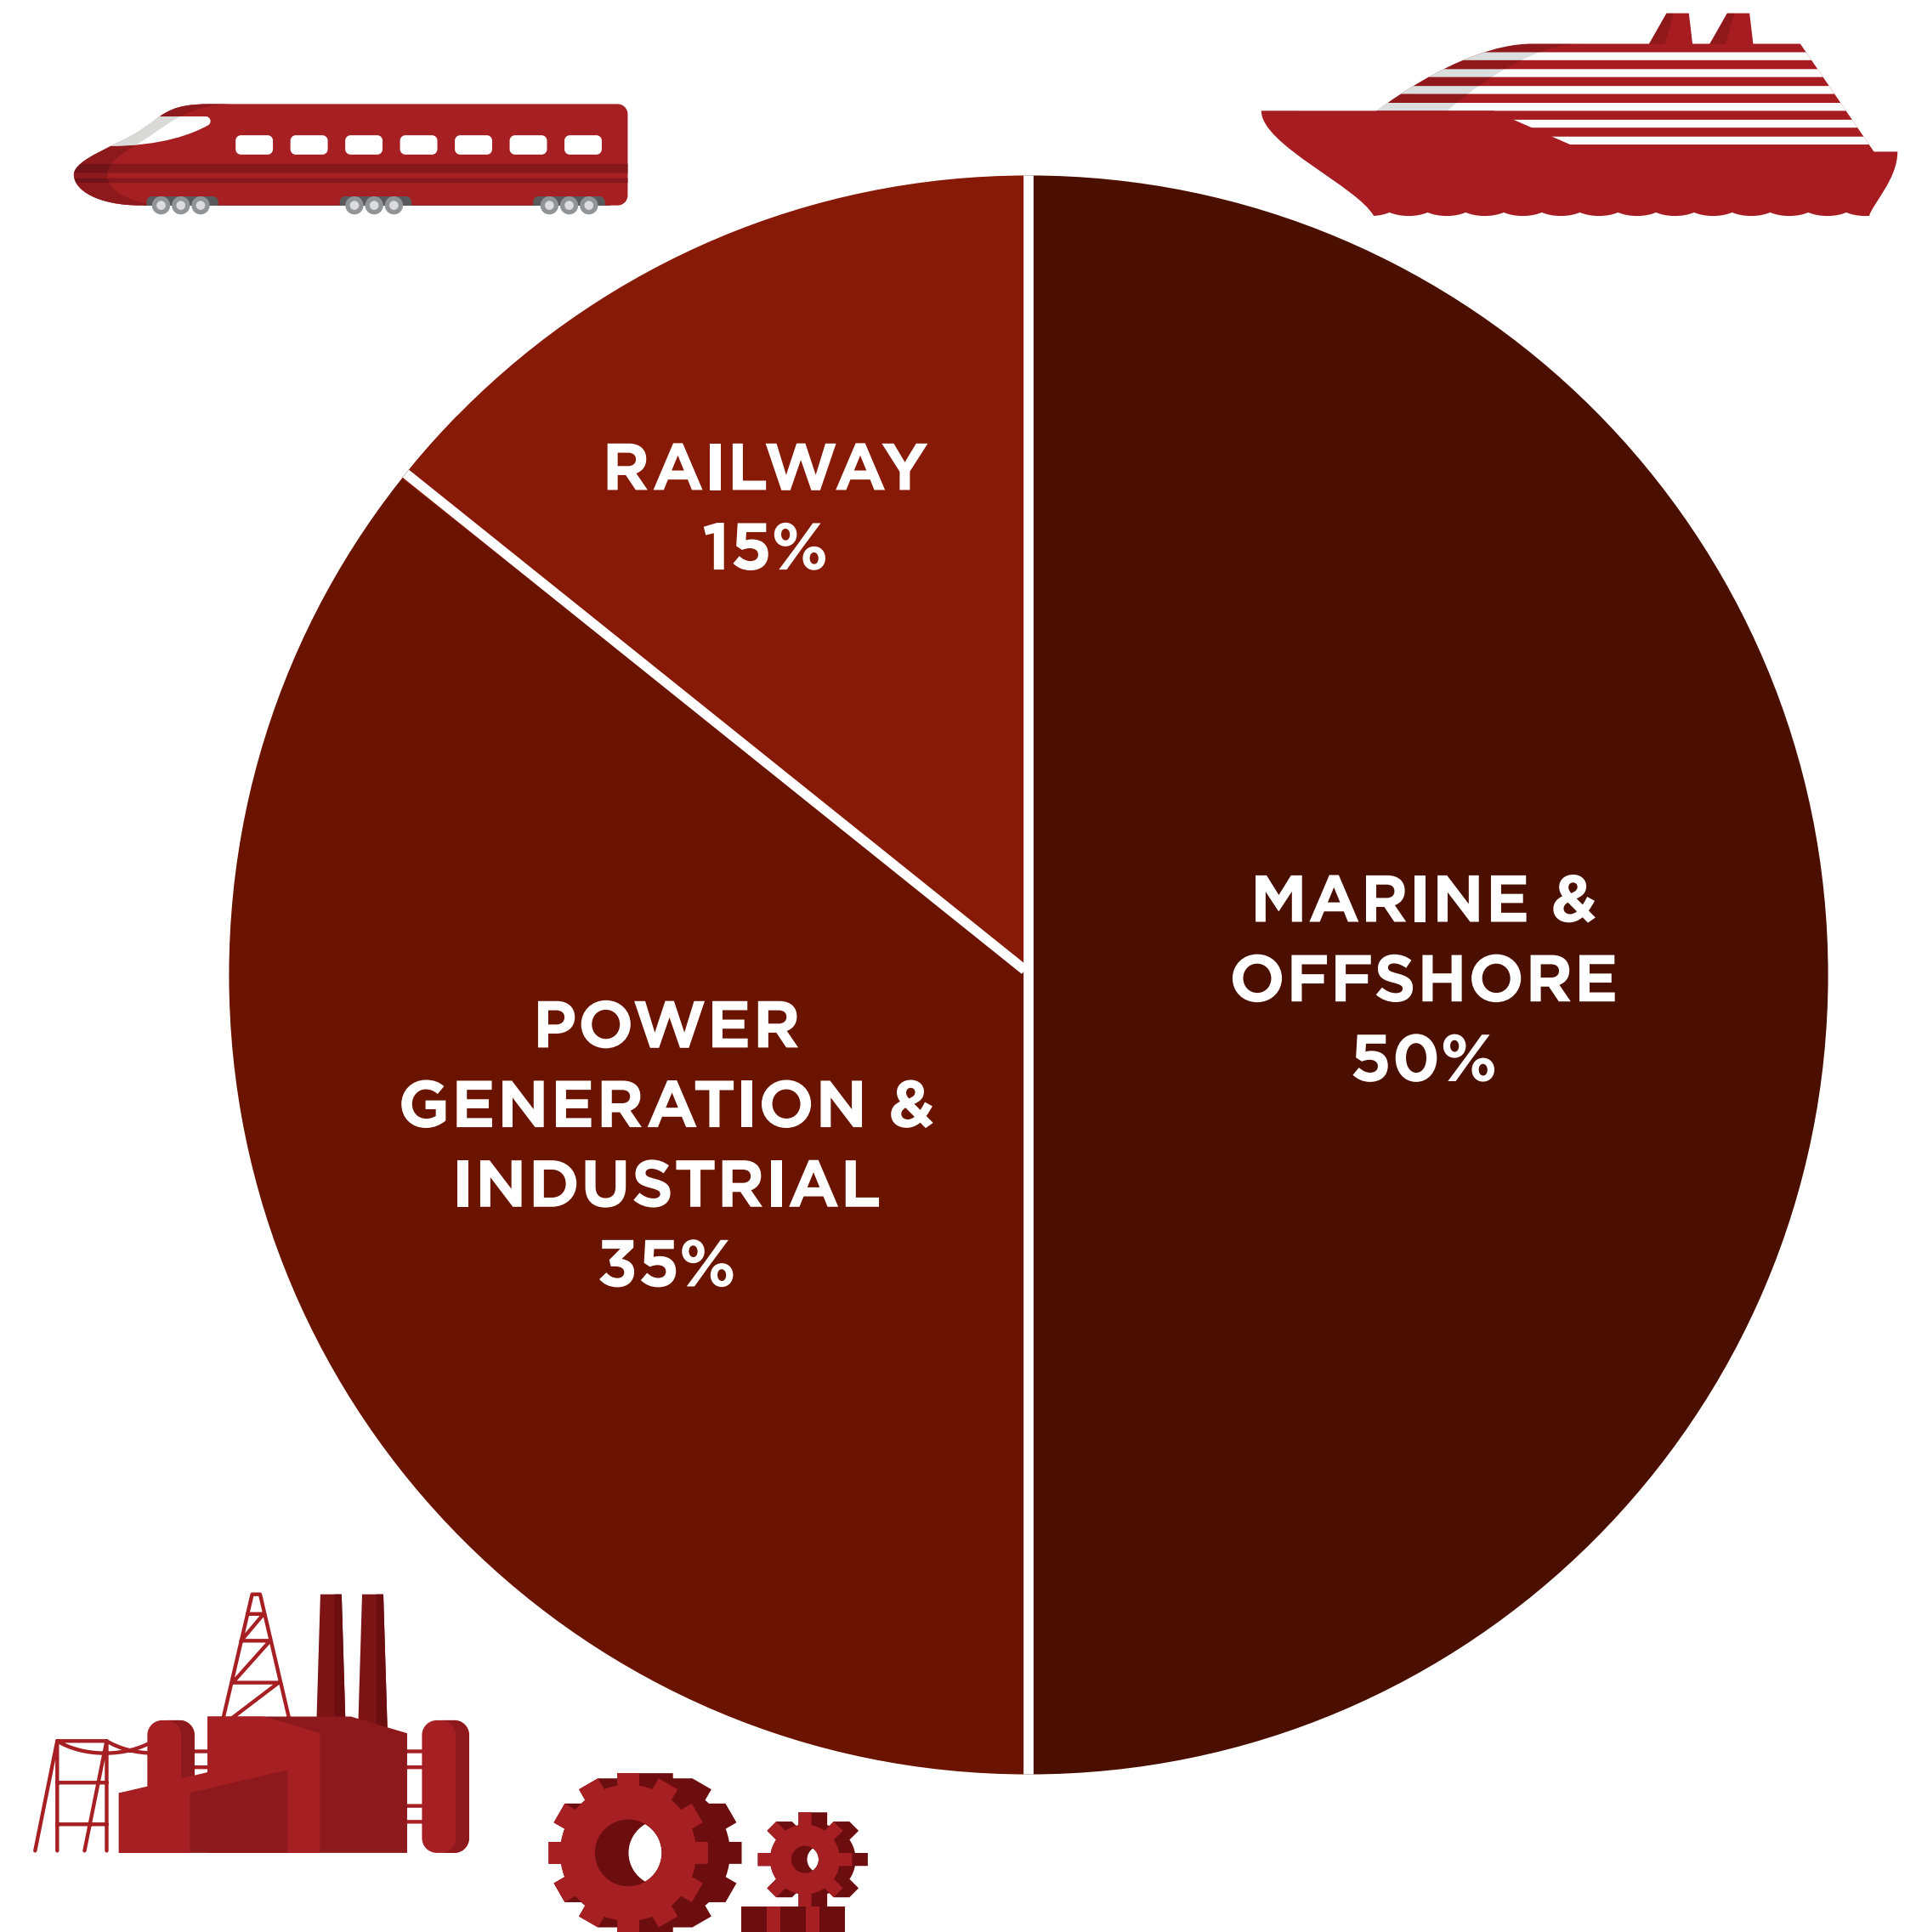 RAILWAY
15%
MARINE &
OFFSHORE
50%
POWER
GENERATION &
INDUSTRIAL
35%